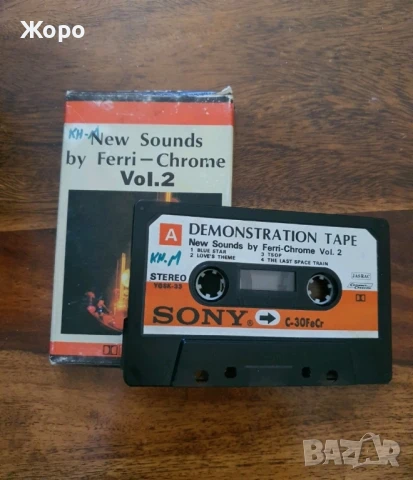 Жоро
КН-М
New Sounds
by Ferri-Chrome
Vol.2
A DEMONSTRATION TAPE
New Sounds by Ferri-Chrome Vol. 2
1 BLUE STAR
2 LOVE'S THEME
3 TSOP
4 THE LAST SPACE TRAIN
КН.М
STEREO
SONY® C-30FeCr
BAZAR